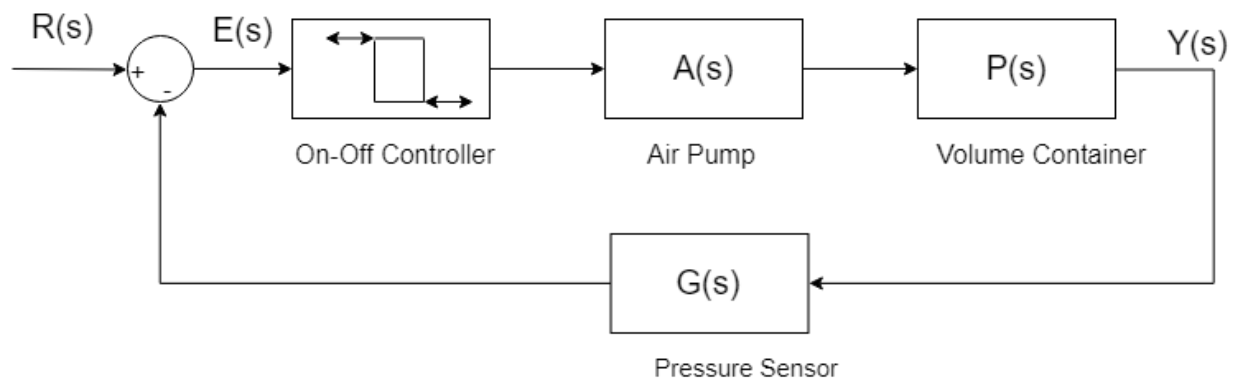 R(s)
E(s)
Y(s)
+
-
A(s)
P(s)
On-Off Controller
Air Pump
Volume Container
G(s)
Pressure Sensor